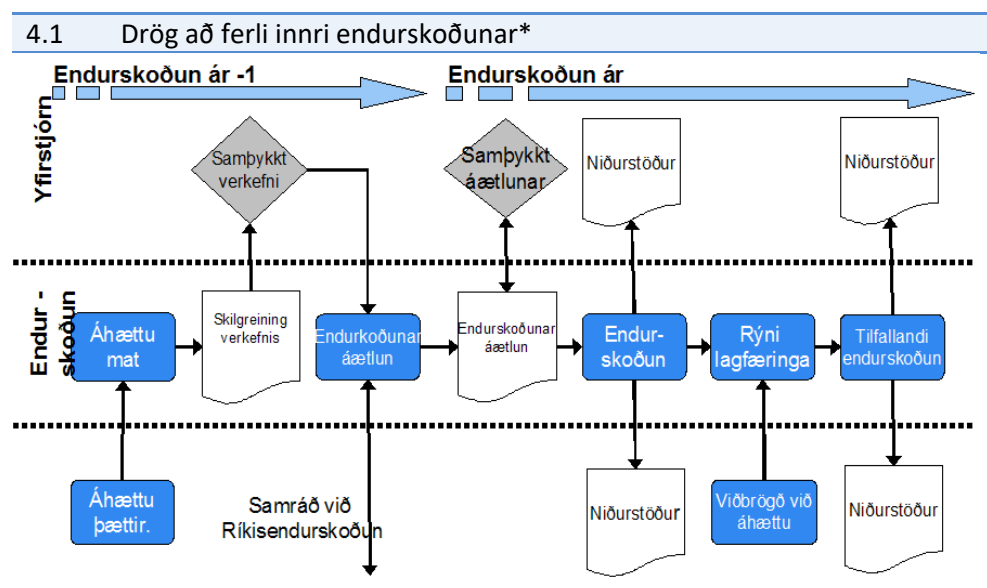 4.1 Drög að ferli innri endurskoðunar*
Endurskoðun ár -1
Endurskoðun ár
Yfirstjórn
Samþykkt
verkefni
Samþykkt
áætlunar
Niðurstöður
Niðurstöður
Endur -
skoðun
Áhættu
mat
Skilgreining
verkefnis
Endurkoðunar
áætlun
Endurskoðunar
áætlun
Endur-
skoðun
Rýni
lagfæringa
Tilfallandi
endurskoðun
Áhættu
þættir.
Samráð við
Ríkisendurskoðun
Niðurstöður
Viðbrögð við
áhættu
Niðurstöður